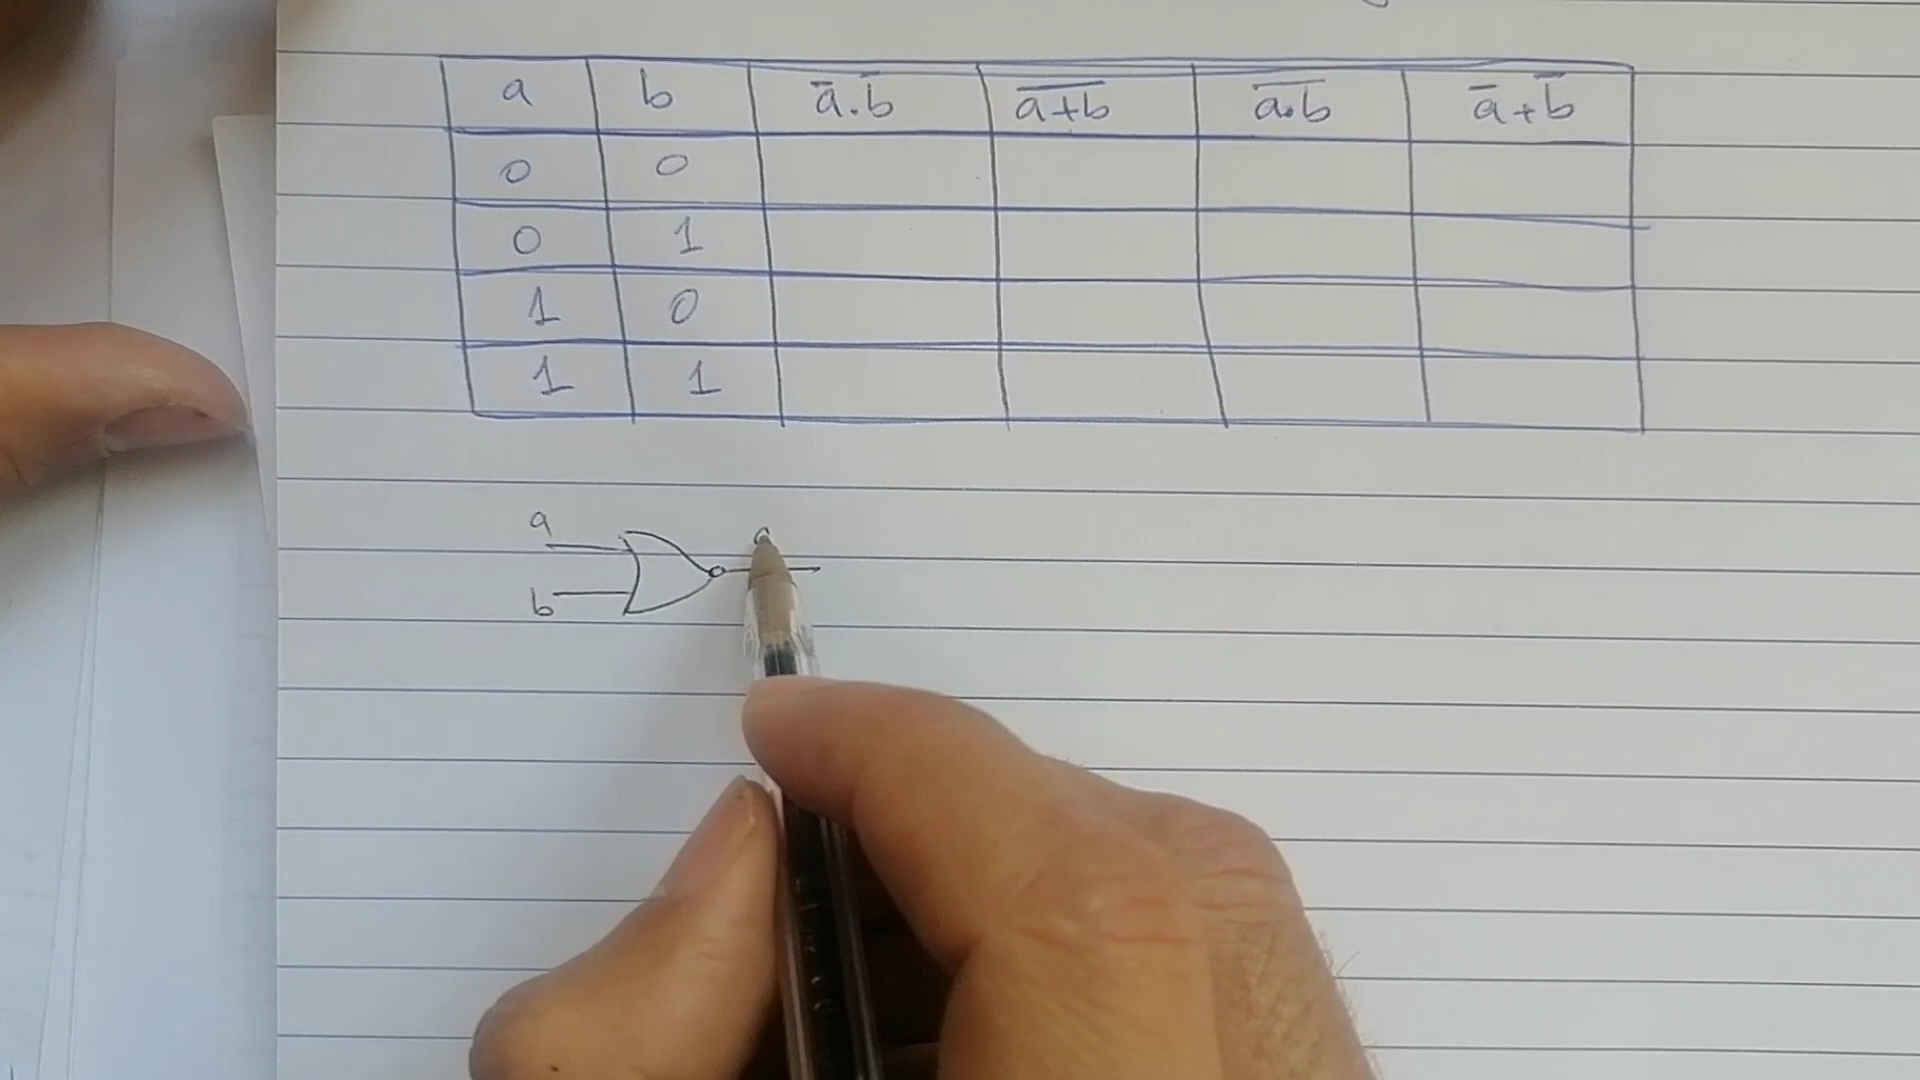 a b a̅.b̅ a̅+̅b̅ a̅.̅b̅ a̅+b̅
0 0
0 1
1 0
1 1
a
b